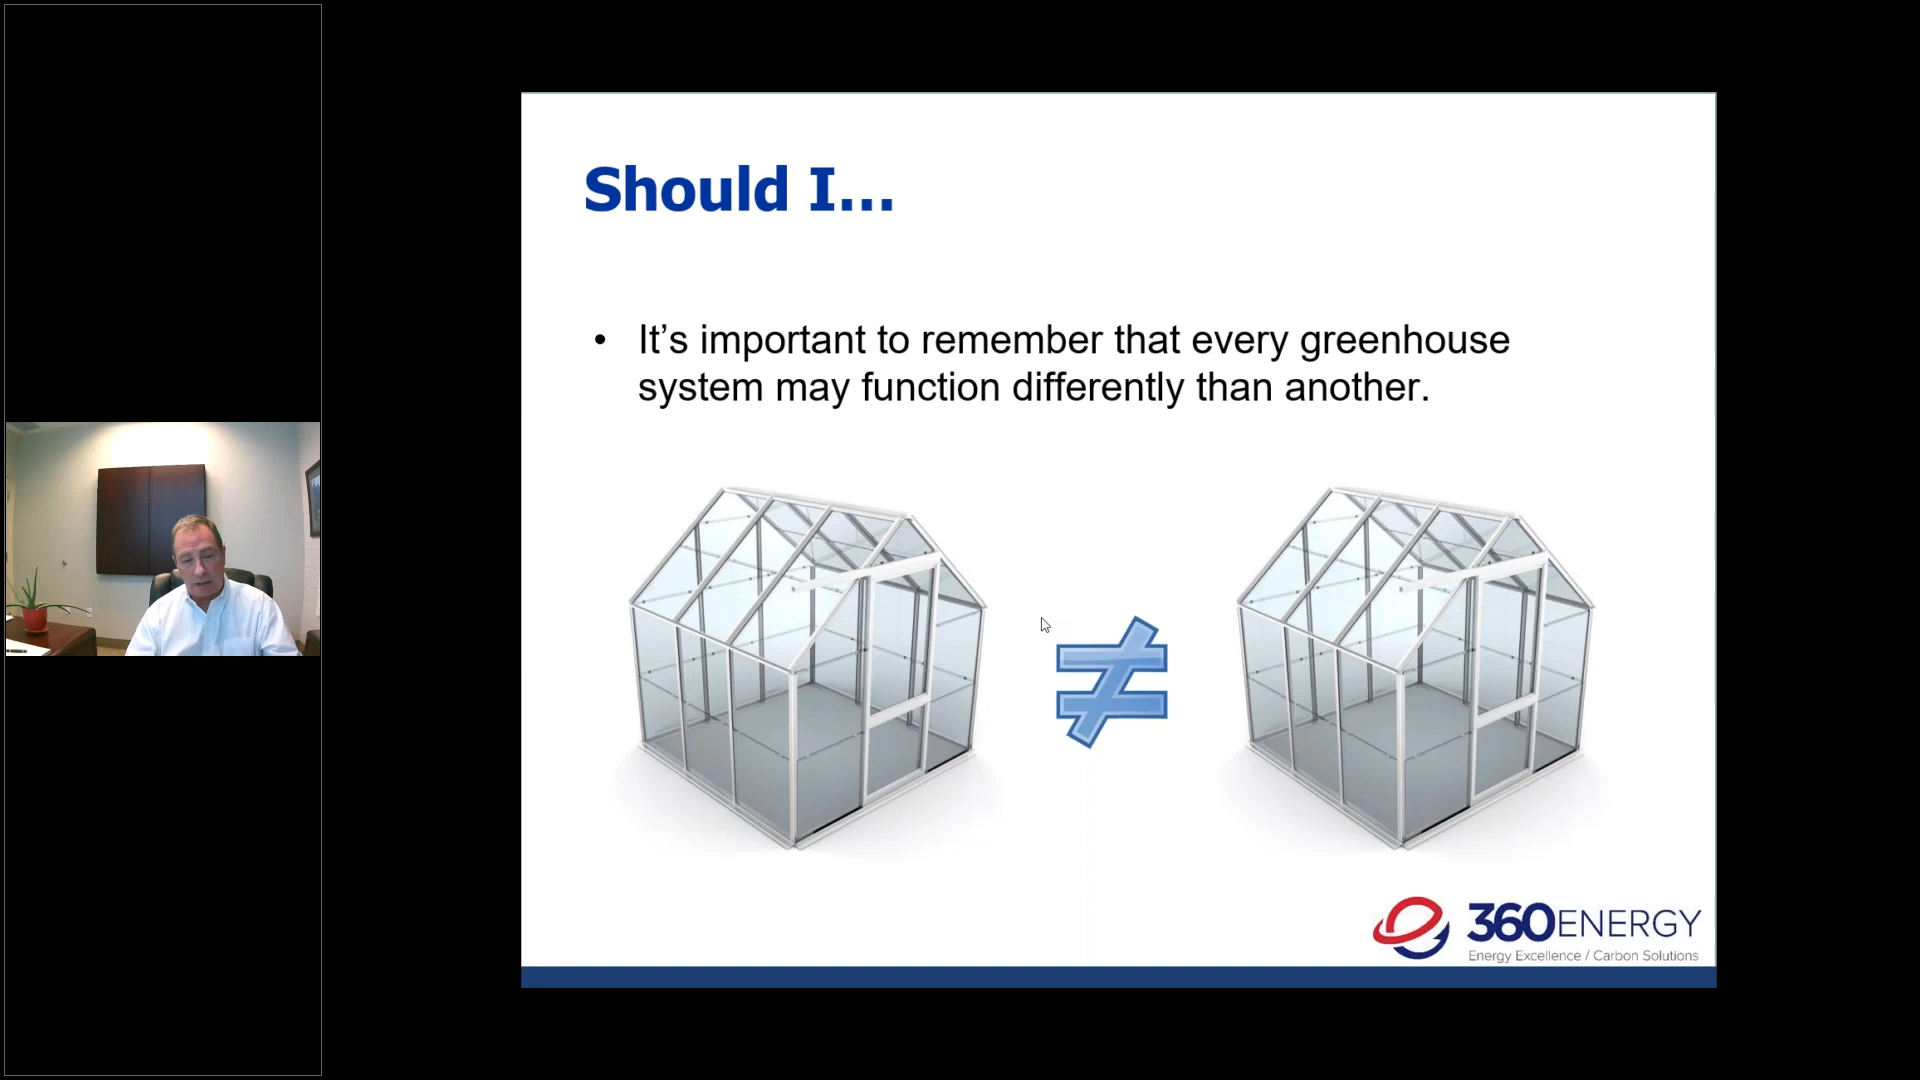 Should I...
• It’s important to remember that every greenhouse
system may function differently than another.
≠
360ENERGY
Energy Excellence / Carbon Solutions